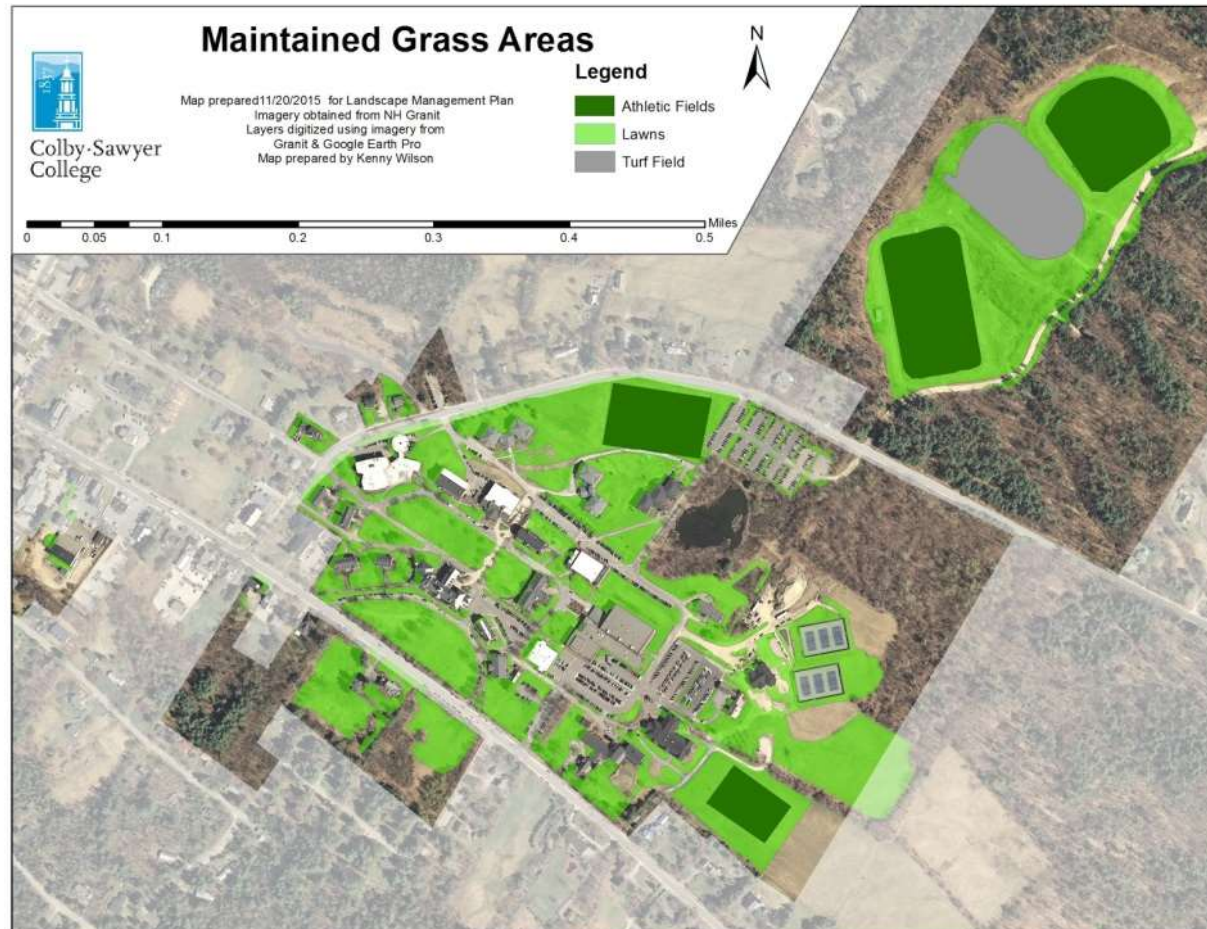 Maintained Grass Areas
N
1837
Colby-Sawyer
College
Map prepared11/20/2015 for Landscape Management Plan
Imagery obtained from NH Granit
Layers digitized using imagery from
Granit & Google Earth Pro
Map prepared by Kenny Wilson
Legend
Athletic Fields
Lawns
Turf Field
Miles
0 0.05 0.1 0.2 0.3 0.4 0.5